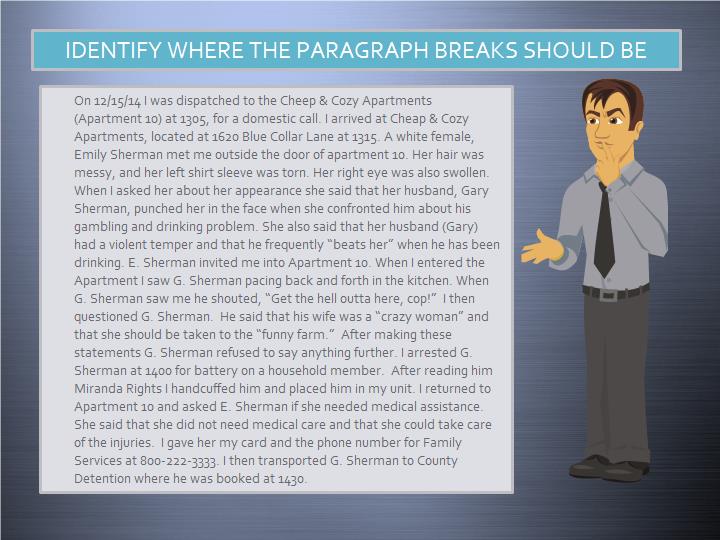 IDENTIFY WHERE THE PARAGRAPH BREAKS SHOULD BE
On 12/15/14 I was dispatched to the Cheep & Cozy Apartments
(Apartment 10) at 1305, for a domestic call. I arrived at Cheap & Cozy
Apartments, located at 1620 Blue Collar Lane at 1315. A white female,
Emily Sherman met me outside the door of apartment 10. Her hair was
messy, and her left shirt sleeve was torn. Her right eye was also swollen.
When I asked her about her appearance she said that her husband, Gary
Sherman, punched her in the face when she confronted him about his
gambling and drinking problem. She also said that her husband (Gary)
had a violent temper and that he frequently “beats her” when he has been
drinking. E. Sherman invited me into Apartment 10. When I entered the
Apartment I saw G. Sherman pacing back and forth in the kitchen. When
G. Sherman saw me he shouted, “Get the hell outta here, cop!”  I then
questioned G. Sherman.  He said that his wife was a “crazy woman” and
that she should be taken to the “funny farm.”  After making these
statements G. Sherman refused to say anything further. I arrested G.
Sherman at 1400 for battery on a household member.  After reading him
Miranda Rights I handcuffed him and placed him in my unit. I returned to
Apartment 10 and asked E. Sherman if she needed medical assistance.
She said that she did not need medical care and that she could take care
of the injuries.  I gave her my card and the phone number for Family
Services at 800-222-3333. I then transported G. Sherman to County
Detention where he was booked at 1430.